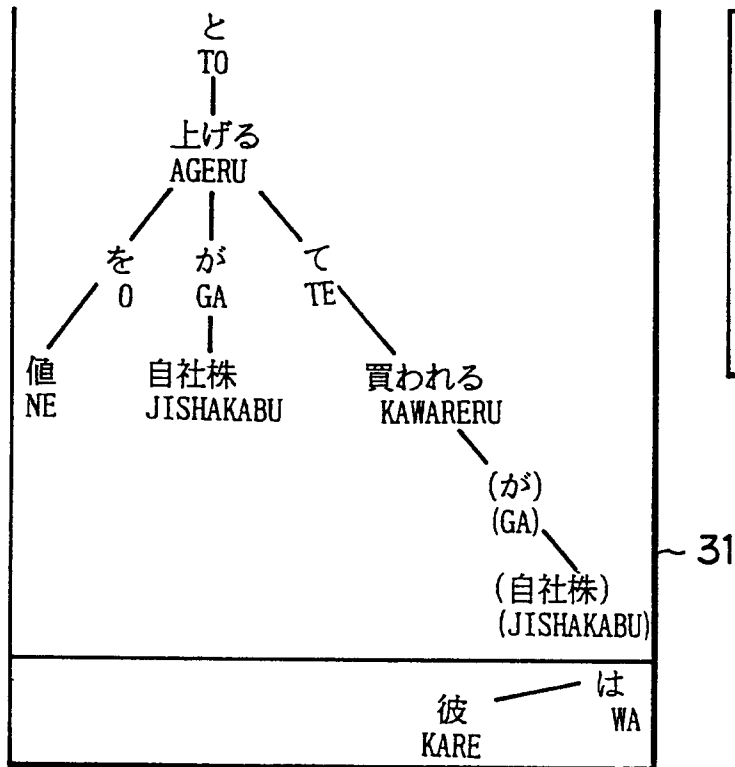 と
TO
上げる
AGERU
を が て
O GA TE
値 自社株 買われる
NE JISHAKABU KAWARERU
(が)
(GA)
31
(自社株)
(JISHAKABU)
彼 は
KARE WA